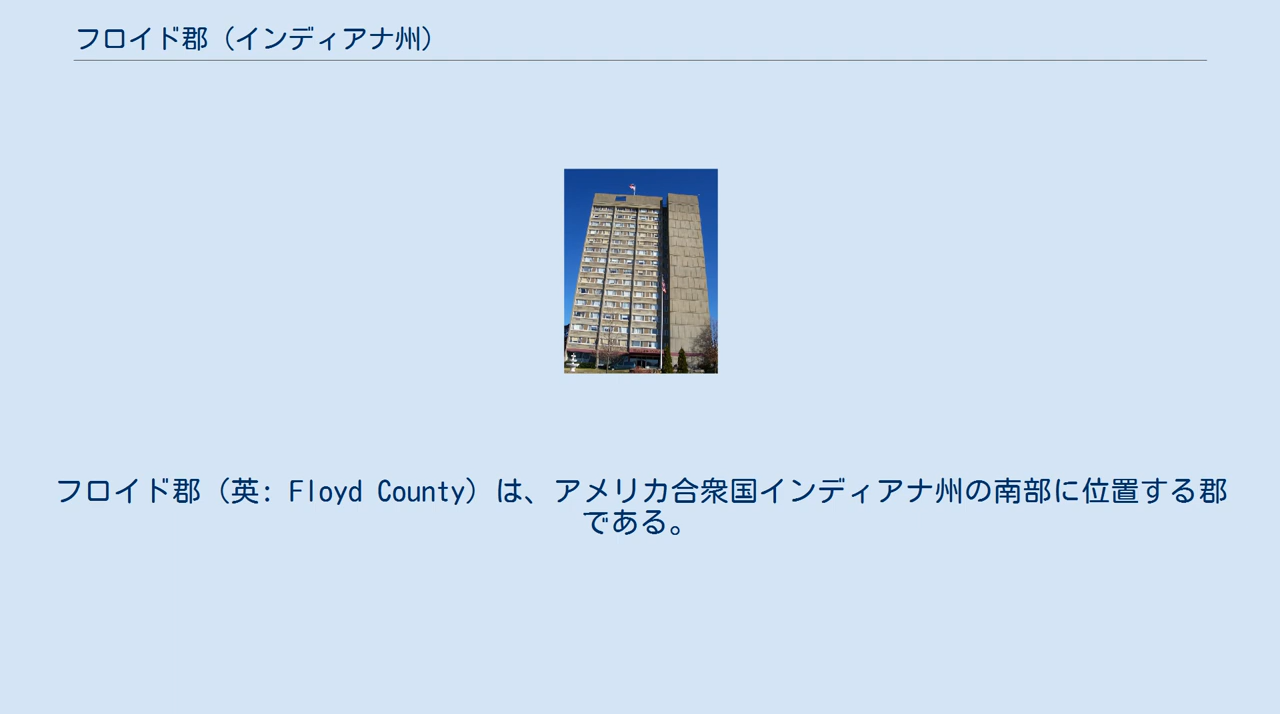 フロイド郡（インディアナ州）
フロイド郡（英: Floyd County）は、アメリカ合衆国インディアナ州の南部に位置する郡
である。